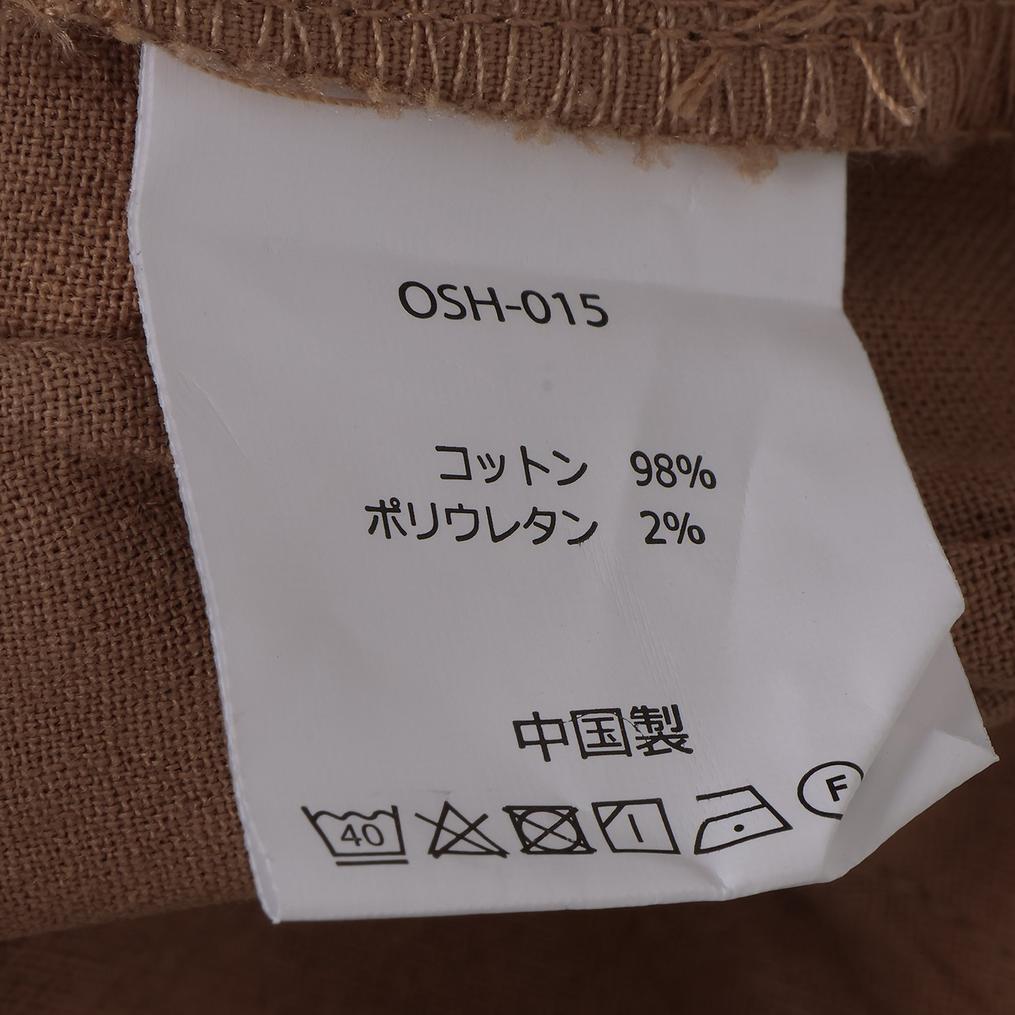 OSH-015
コットン 98%
ポリウレタン 2%
中国製
40 F